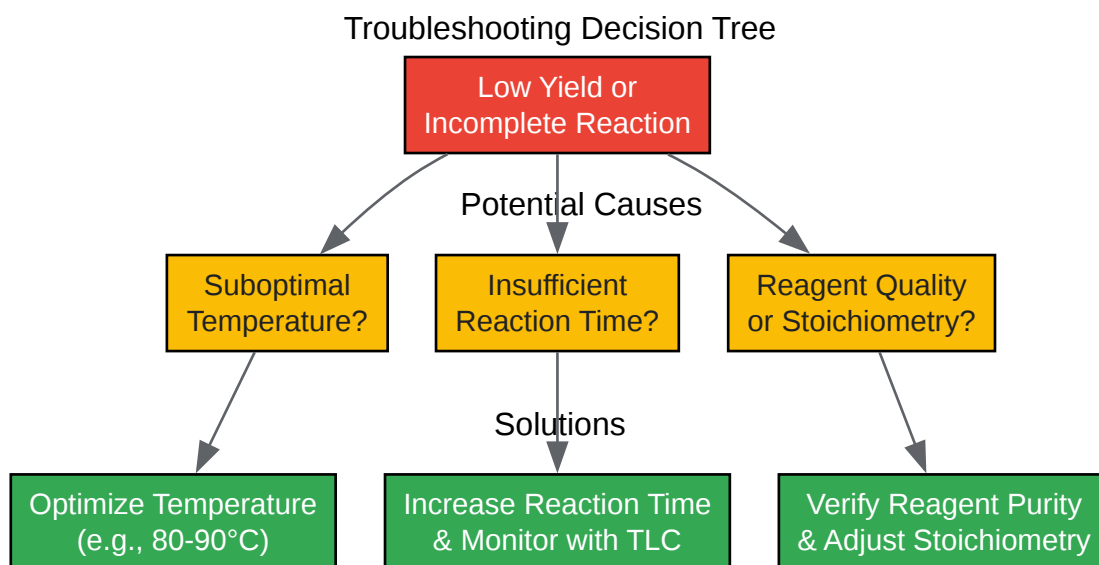 Troubleshooting Decision Tree
Low Yield or
Incomplete Reaction
Potential Causes
Suboptimal
Temperature?
Insufficient
Reaction Time?
Reagent Quality
or Stoichiometry?
Solutions
Optimize Temperature
(e.g., 80-90°C)
Increase Reaction Time
& Monitor with TLC
Verify Reagent Purity
& Adjust Stoichiometry